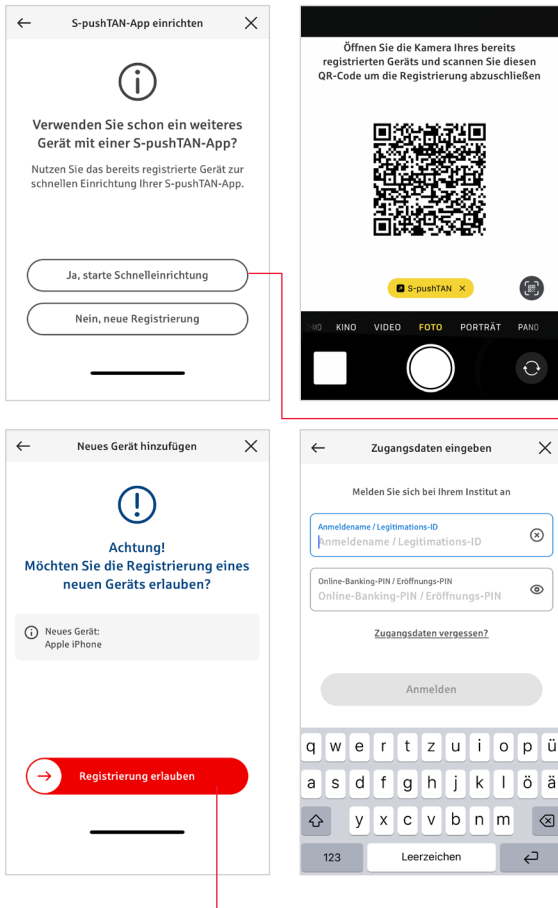 S-pushTAN-App einrichten
Verwenden Sie schon ein weiteres
Gerät mit einer S-pushTAN-App?
Nutzen Sie das bereits registrierte Gerät zur
schnellen Einrichtung Ihrer S-pushTAN-App.
Ja, starte Schnelleinrichtung
Nein, neue Registrierung
Öffnen Sie die Kamera Ihres bereits
registrierten Geräts und scannen Sie diesen
QR-Code um die Registrierung abzuschließen
S-pushTAN
KINO VIDEO FOTO PORTRÄT PANO
Neues Gerät hinzufügen
Achtung!
Möchten Sie die Registrierung eines
neuen Geräts erlauben?
Neues Gerät:
Apple iPhone
Registrierung erlauben
Zugangsdaten eingeben
Melden Sie sich bei Ihrem Institut an
Anmeldename / Legitimations-ID
Anmeldename / Legitimations-ID
Online-Banking-PIN / Eröffnungs-PIN
Online-Banking-PIN / Eröffnungs-PIN
Zugangsdaten vergessen?
Anmelden
q w e r t z u i o p ü
a s d f g h j k l ö ä
y x c v b n m
123 Leerzeichen